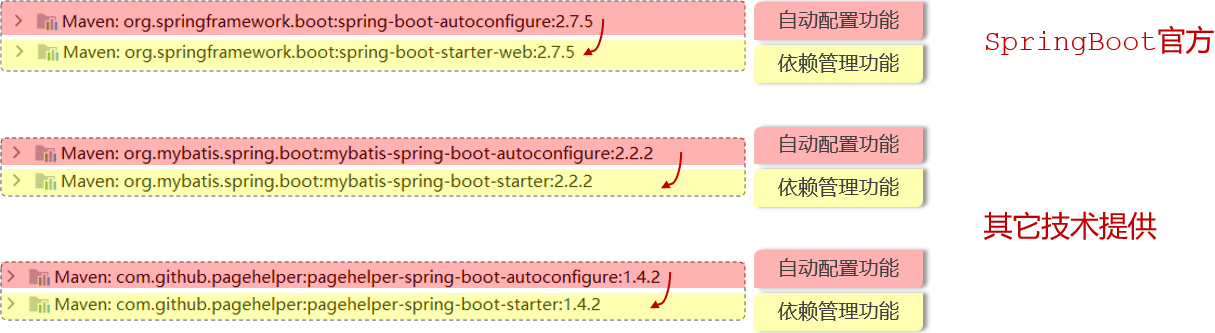 Maven: org.springframework.boot:spring-boot-autoconfigure:2.7.5
自动配置功能
Maven: org.springframework.boot:spring-boot-starter-web:2.7.5
依赖管理功能
SpringBoot官方
Maven: org.mybatis.spring.boot:mybatis-spring-boot-autoconfigure:2.2.2
自动配置功能
Maven: org.mybatis.spring.boot:mybatis-spring-boot-starter:2.2.2
依赖管理功能
其它技术提供
Maven: com.github.pagehelper:pagehelper-spring-boot-autoconfigure:1.4.2
自动配置功能
Maven: com.github.pagehelper:pagehelper-spring-boot-starter:1.4.2
依赖管理功能